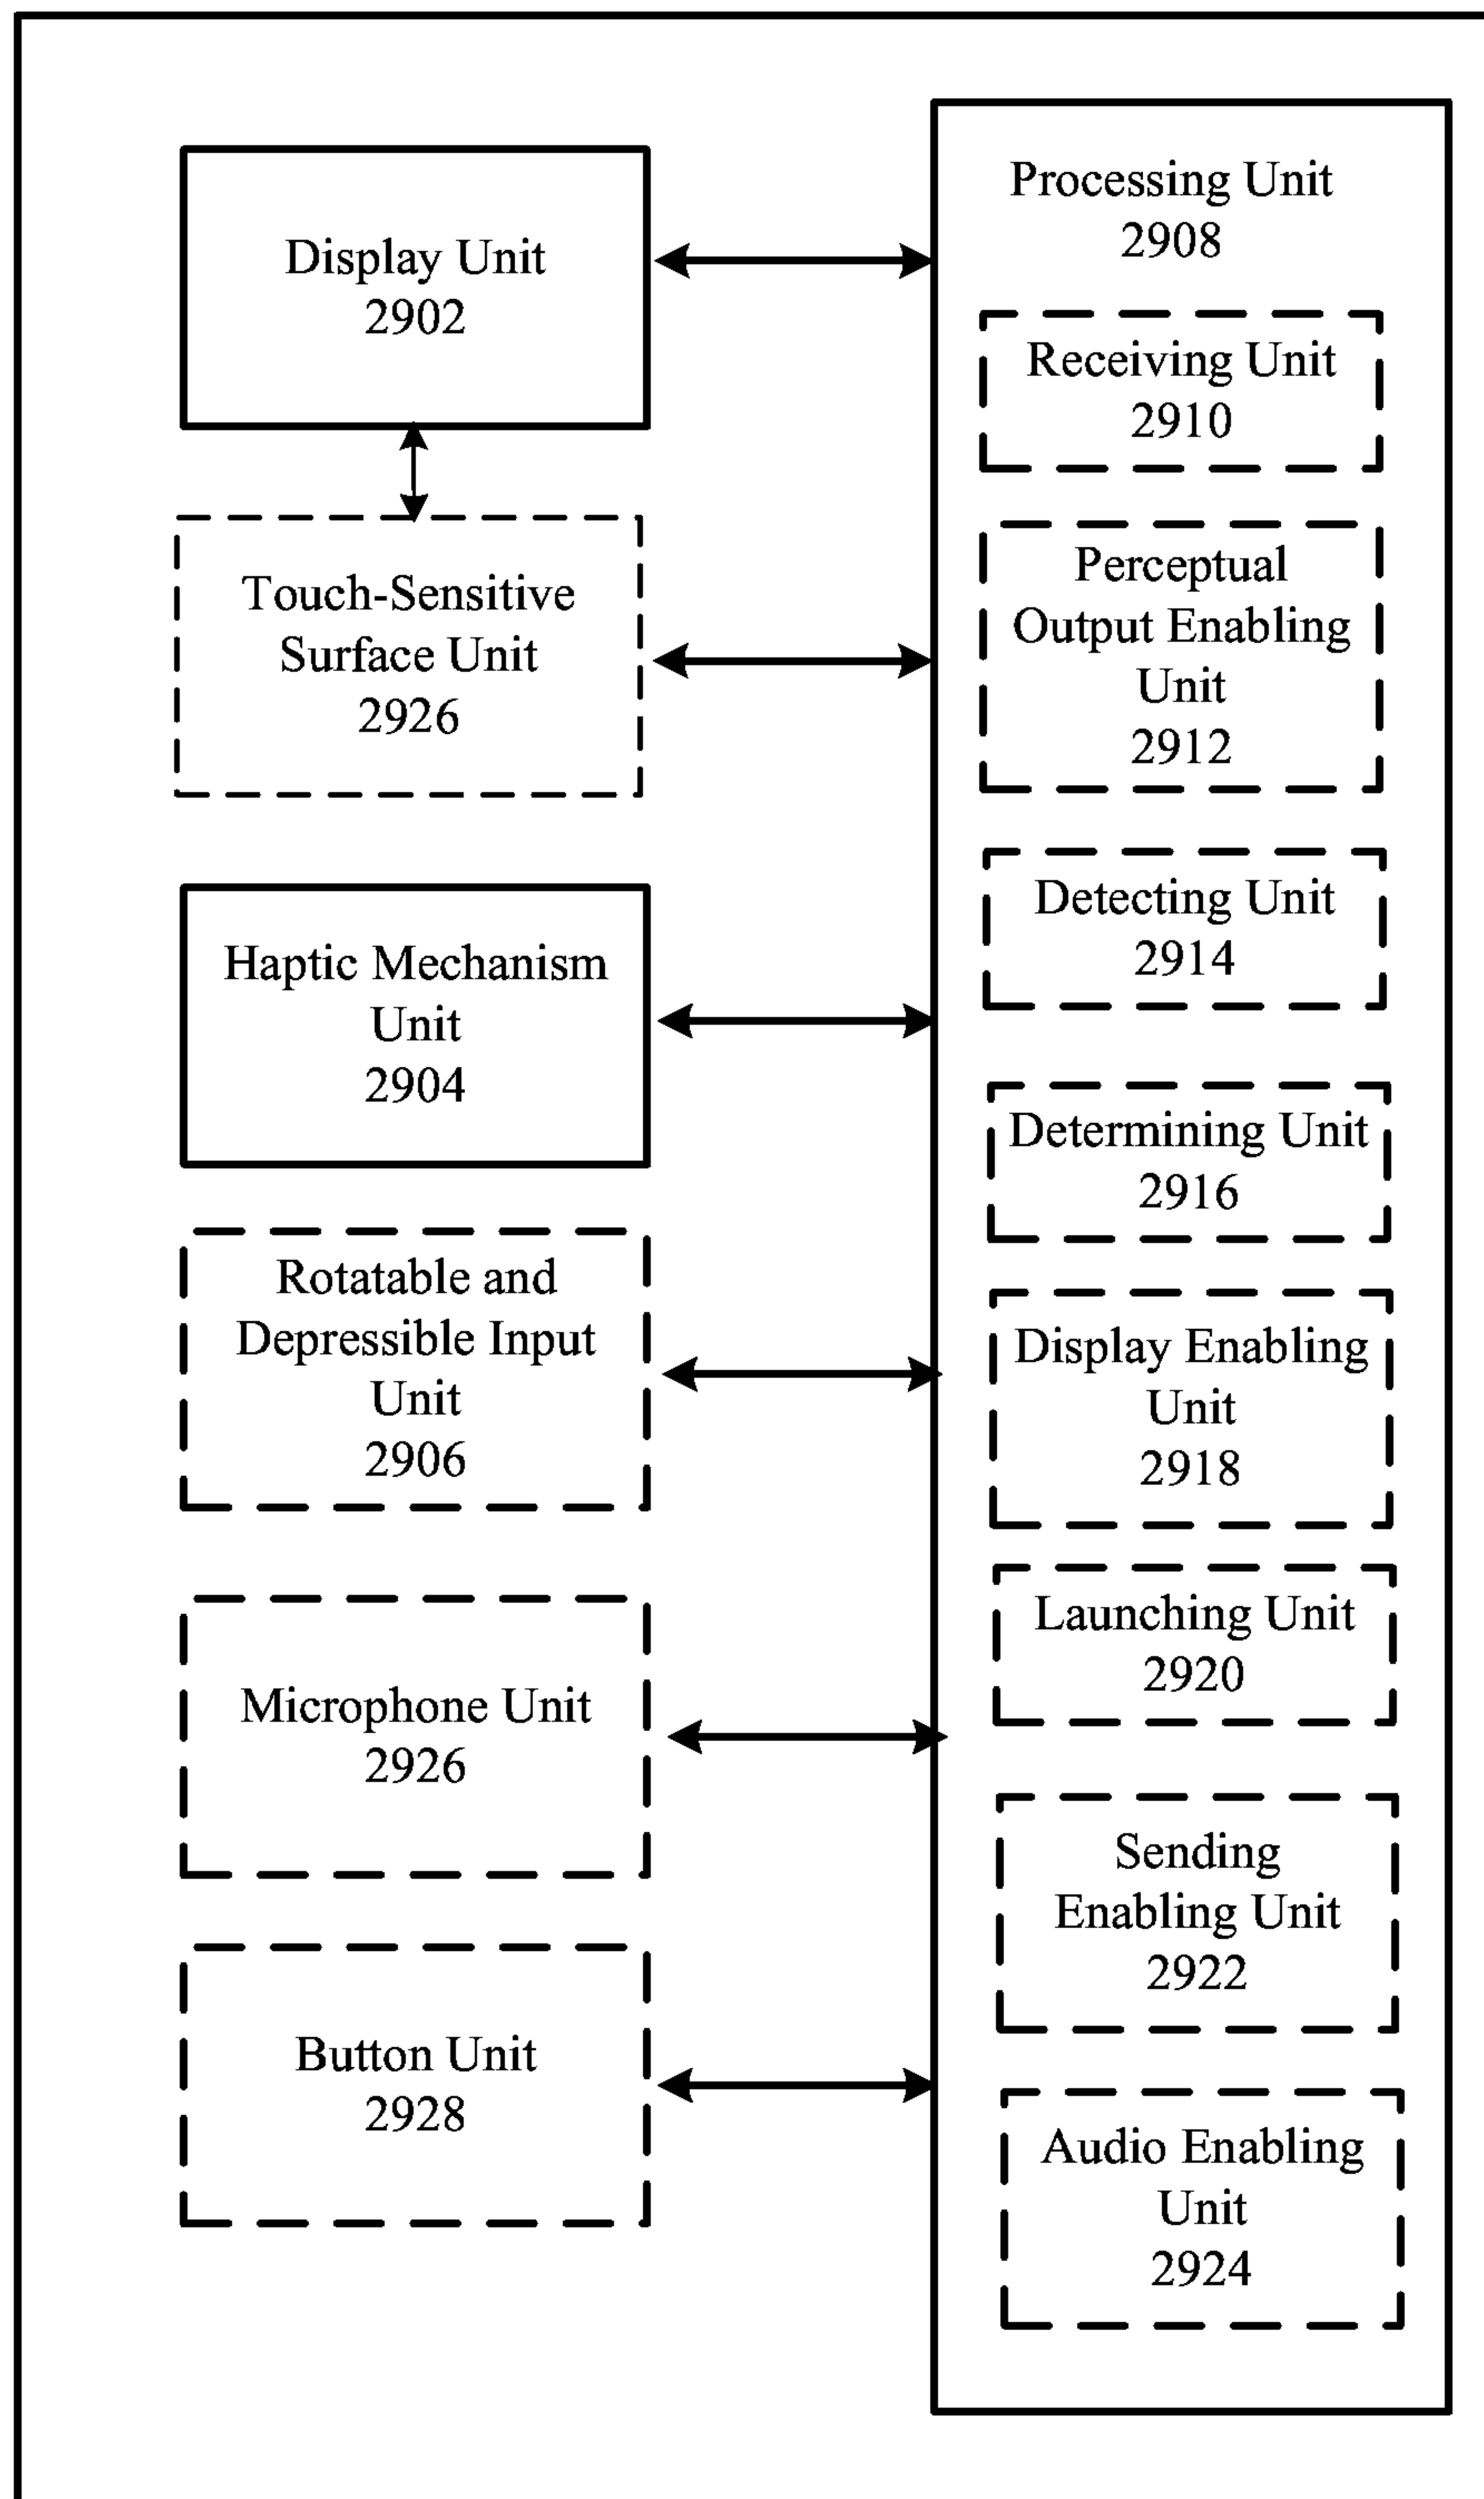 Display Unit
2902
Touch-Sensitive
Surface Unit
2926
Haptic Mechanism
Unit
2904
Rotatable and
Depressible Input
Unit
2906
Microphone Unit
2926
Button Unit
2928
Processing Unit
2908
Receiving Unit
2910
Perceptual
Output Enabling
Unit
2912
Detecting Unit
2914
Determining Unit
2916
Display Enabling
Unit
2918
Launching Unit
2920
Sending
Enabling Unit
2922
Audio Enabling
Unit
2924